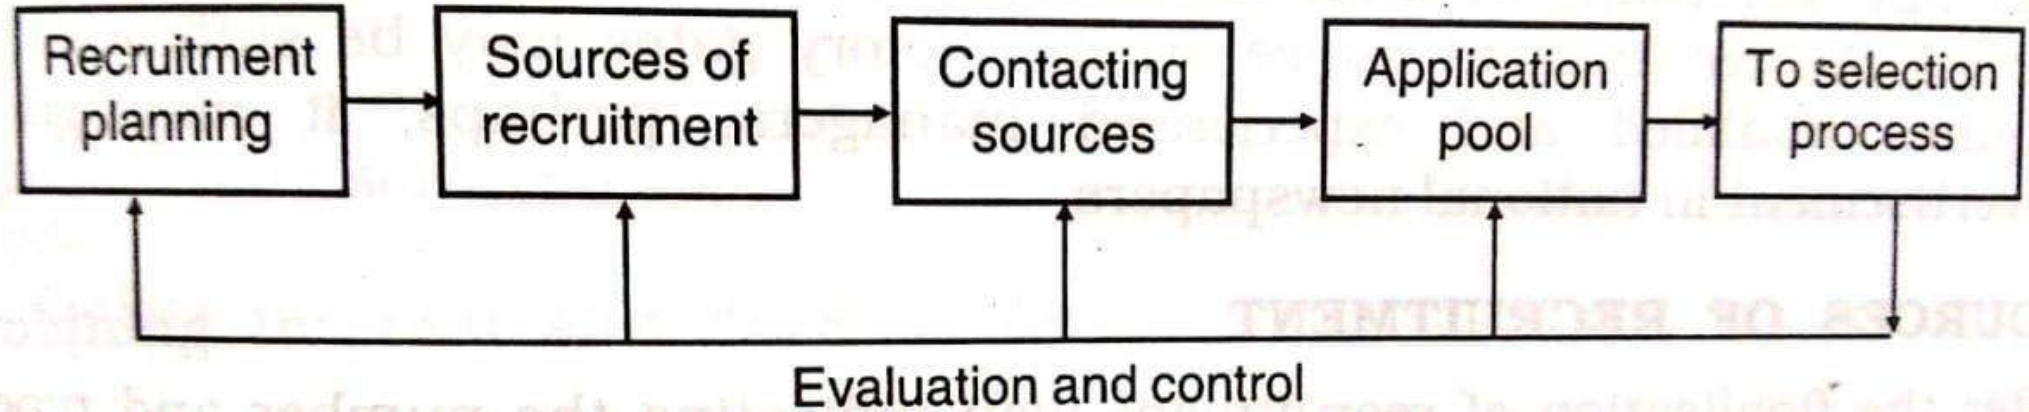 Recruitment
planning
Sources of
recruitment
Contacting
sources
Application
pool
To selection
process
Evaluation and control